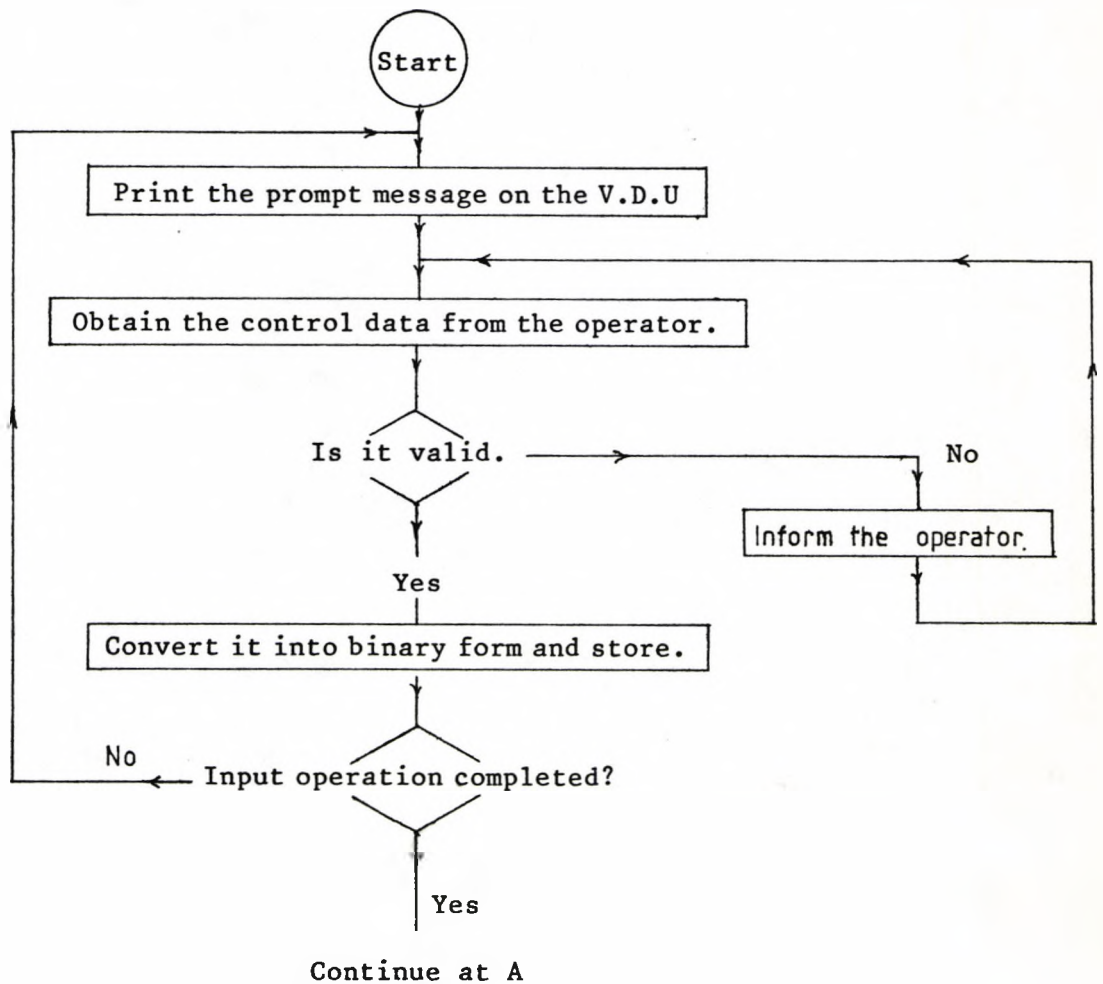 Start
Print the prompt message on the V.D.U
Obtain the control data from the operator.
Is it valid.
No
Inform the operator.
Yes
Convert it into binary form and store.
No
Input operation completed?
Yes
Continue at A